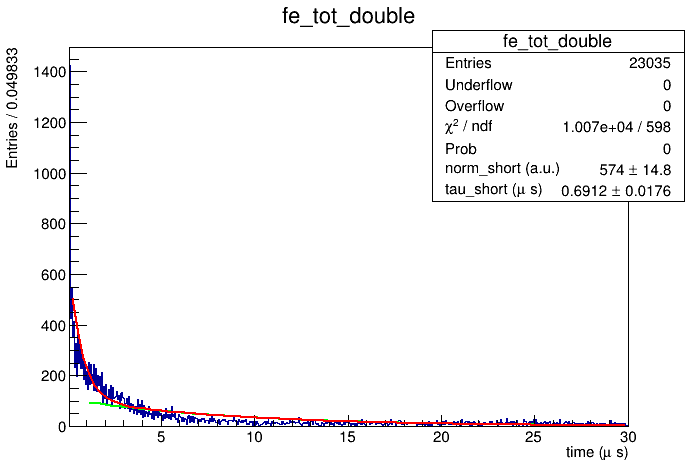 fe_tot_double
fe_tot_double
Entries 23035
Underflow 0
Overflow 0
χ² / ndf 1.007e+04 / 598
Prob 0
norm_short (a.u.) 574 ± 14.8
tau_short (μ s) 0.6912 ± 0.0176
Entries / 0.049833
1400
1200
1000
800
600
400
200
0
5 10 15 20 25 30
time (μ s)